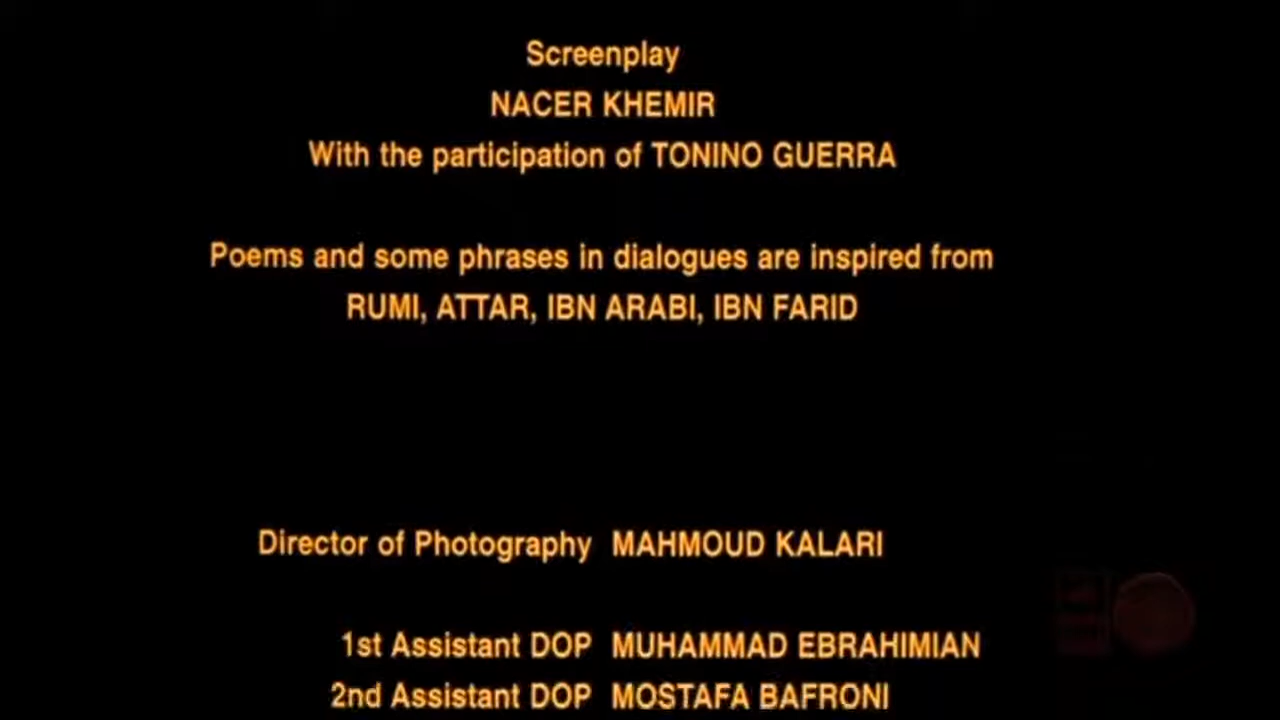 Screenplay
NACER KHEMIR
With the participation of TONINO GUERRA
Poems and some phrases in dialogues are inspired from
RUMI, ATTAR, IBN ARABI, IBN FARID
Director of Photography MAHMOUD KALARI
1st Assistant DOP MUHAMMAD EBRAHIMIAN
2nd Assistant DOP MOSTAFA BAFRONI